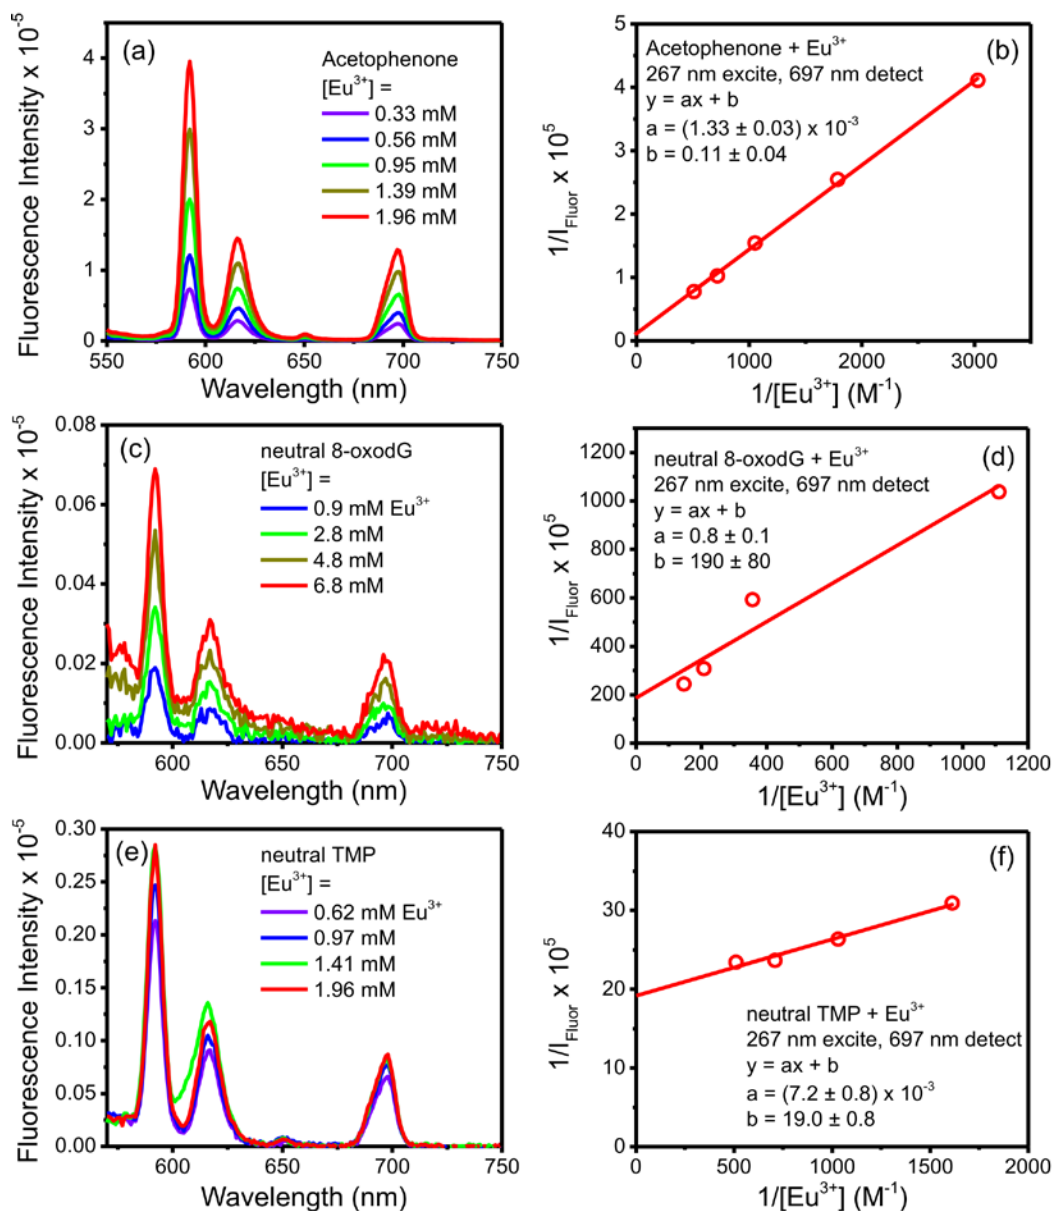 (a)
Acetophenone
[Eu³⁺] =
0.33 mM
0.56 mM
0.95 mM
1.39 mM
1.96 mM
Fluorescence Intensity x 10⁻⁵
4
3
2
1
0
550
600
650
700
750
Wavelength (nm)
(b)
Acetophenone + Eu³⁺
267 nm excite, 697 nm detect
y = ax + b
a = (1.33 ± 0.03) x 10⁻³
b = 0.11 ± 0.04
1/I_Fluor x 10⁵
5
4
3
2
1
0
0
1000
2000
3000
1/[Eu³⁺] (M⁻¹)
(c)
neutral 8-oxodG
[Eu³⁺] =
0.9 mM Eu³⁺
2.8 mM
4.8 mM
6.8 mM
Fluorescence Intensity x 10⁻⁵
0.08
0.06
0.04
0.02
0.00
600
650
700
750
Wavelength (nm)
(d)
neutral 8-oxodG + Eu³⁺
267 nm excite, 697 nm detect
y = ax + b
a = 0.8 ± 0.1
b = 190 ± 80
1/I_Fluor x 10⁵
1200
1000
800
600
400
200
0
0
200
400
600
800
1000
1200
1/[Eu³⁺] (M⁻¹)
(e)
neutral TMP
[Eu³⁺] =
0.62 mM Eu³⁺
0.97 mM
1.41 mM
1.96 mM
Fluorescence Intensity x 10⁻⁵
0.30
0.25
0.20
0.15
0.10
0.05
0.00
600
650
700
750
Wavelength (nm)
(f)
neutral TMP + Eu³⁺
267 nm excite, 697 nm detect
y = ax + b
a = (7.2 ± 0.8) x 10⁻³
b = 19.0 ± 0.8
1/I_Fluor x 10⁵
40
30
20
10
0
0
500
1000
1500
2000
1/[Eu³⁺] (M⁻¹)